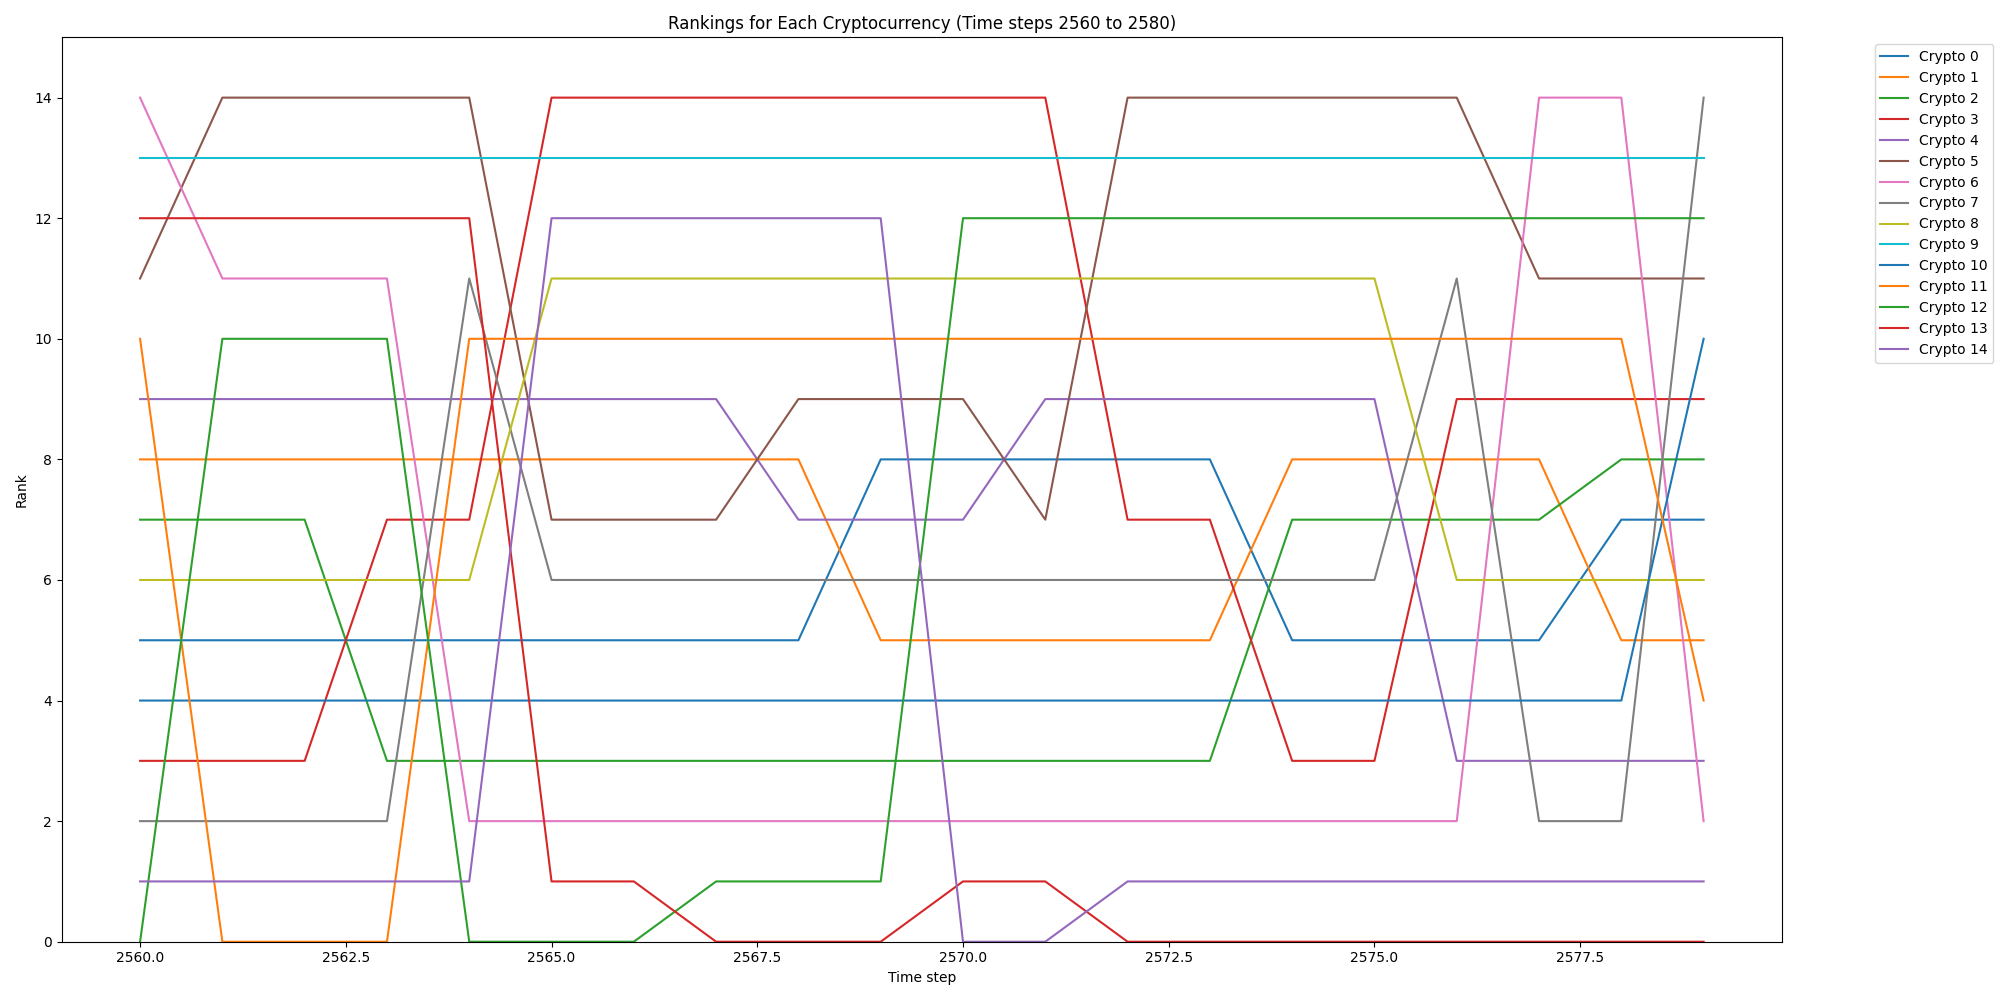 Rankings for Each Cryptocurrency (Time steps 2560 to 2580)
Rank
14
12
10
8
6
4
2
0
2560.0 2562.5 2565.0 2567.5 2570.0 2572.5 2575.0 2577.5
Time step
Crypto 0
Crypto 1
Crypto 2
Crypto 3
Crypto 4
Crypto 5
Crypto 6
Crypto 7
Crypto 8
Crypto 9
Crypto 10
Crypto 11
Crypto 12
Crypto 13
Crypto 14